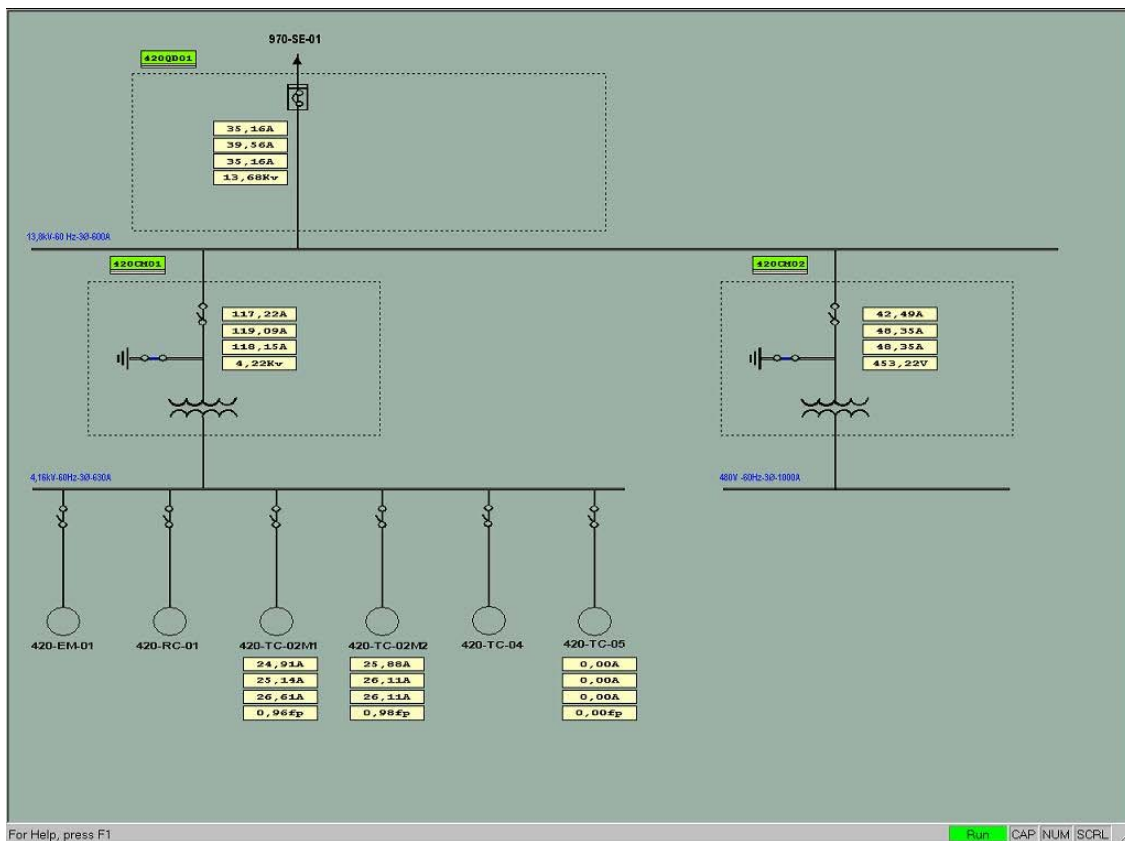 970-SE-01
420QD01
35,16A
39,56A
35,16A
13,68Kv
13,8kV-60 Hz-3Ø-600A
420CM01
420CM02
117,22A
119,09A
118,15A
4,22Kv
42,49A
48,35A
48,35A
453,22V
4,16kV-60Hz-3Ø-630A
480V -60Hz-3Ø-1000A
420-EM-01
420-RC-01
420-TC-02M1
420-TC-02M2
420-TC-04
420-TC-05
24,91A
25,14A
26,61A
0,96fp
25,88A
26,11A
26,11A
0,98fp
0,00A
0,00A
0,00A
0,00fp
For Help, press F1
Run
CAP
NUM
SCRL